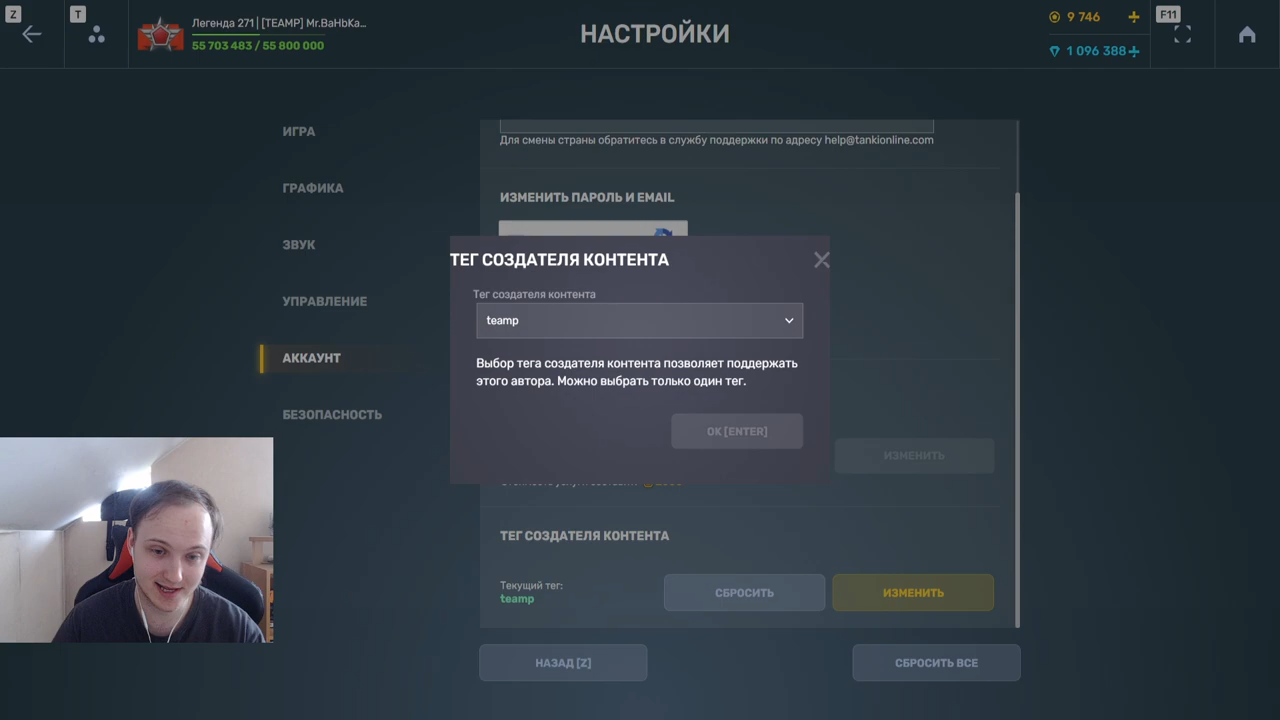 Z
T
Легенда 271 | [TEAMP] Mr.BaHbKa...
55 703 483 / 55 800 000
НАСТРОЙКИ
9 746
1 096 388
F11
ИГРА
ГРАФИКА
ЗВУК
УПРАВЛЕНИЕ
АККАУНТ
БЕЗОПАСНОСТЬ
Для смены страны обратитесь в службу поддержки по адресу help@tankionline.com
ИЗМЕНИТЬ ПАРОЛЬ И EMAIL
ТЕГ СОЗДАТЕЛЯ КОНТЕНТА
Тег создателя контента
teamp
Выбор тега создателя контента позволяет поддержать
этого автора. Можно выбрать только один тег.
OK [ENTER]
ИЗМЕНИТЬ
ТЕГ СОЗДАТЕЛЯ КОНТЕНТА
Текущий тег:
teamp
СБРОСИТЬ
ИЗМЕНИТЬ
НАЗАД [Z]
СБРОСИТЬ ВСЕ